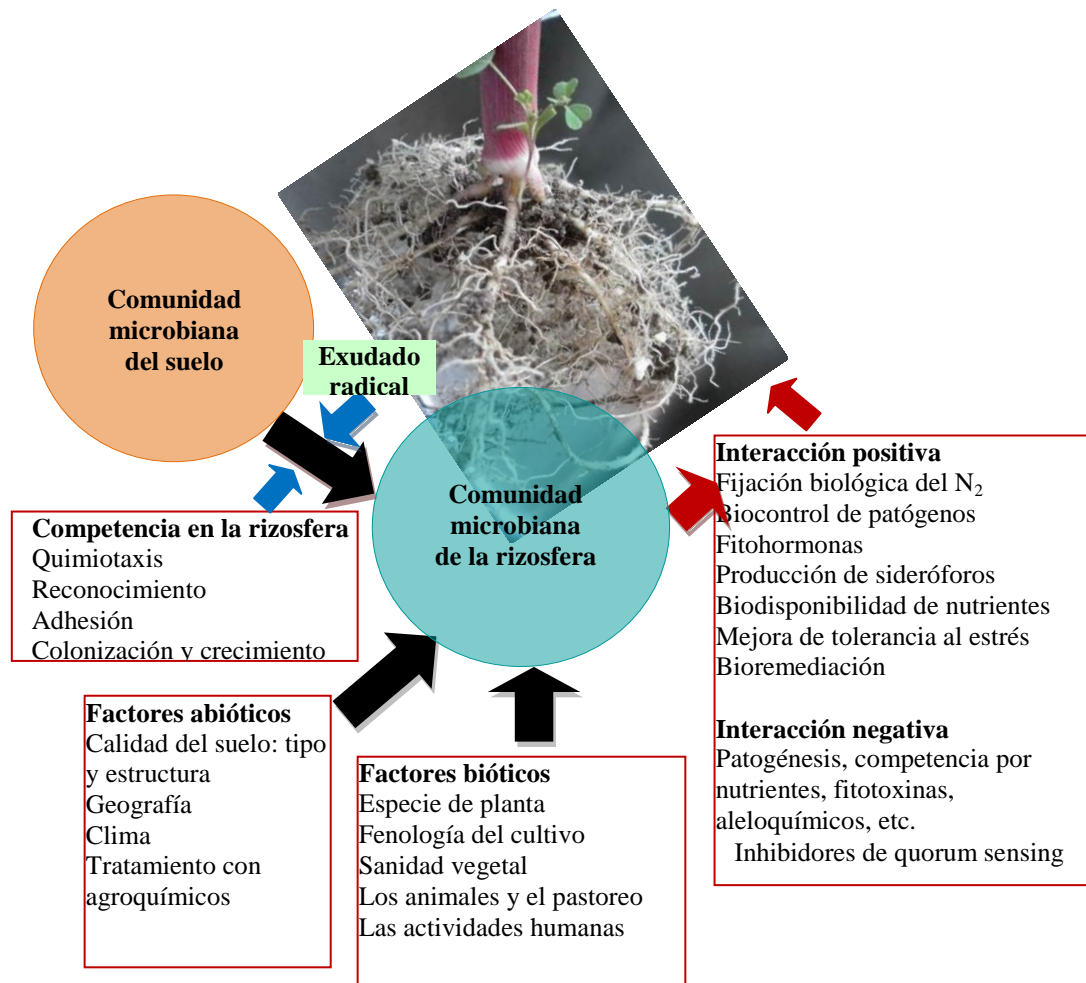 Comunidad
microbiana
del suelo
Exudado
radical
Comunidad
microbiana
de la rizosfera
Competencia en la rizosfera
Quimiotaxis
Reconocimiento
Adhesión
Colonización y crecimiento
Factores abióticos
Calidad del suelo: tipo
y estructura
Geografía
Clima
Tratamiento con
agroquímicos
Factores bióticos
Especie de planta
Fenología del cultivo
Sanidad vegetal
Los animales y el pastoreo
Las actividades humanas
Interacción positiva
Fijación biológica del N₂
Biocontrol de patógenos
Fitohormonas
Producción de sideróforos
Biodisponibilidad de nutrientes
Mejora de tolerancia al estrés
Bioremediación
Interacción negativa
Patogénesis, competencia por
nutrientes, fitotoxinas,
aleloquímicos, etc.
Inhibidores de quorum sensing